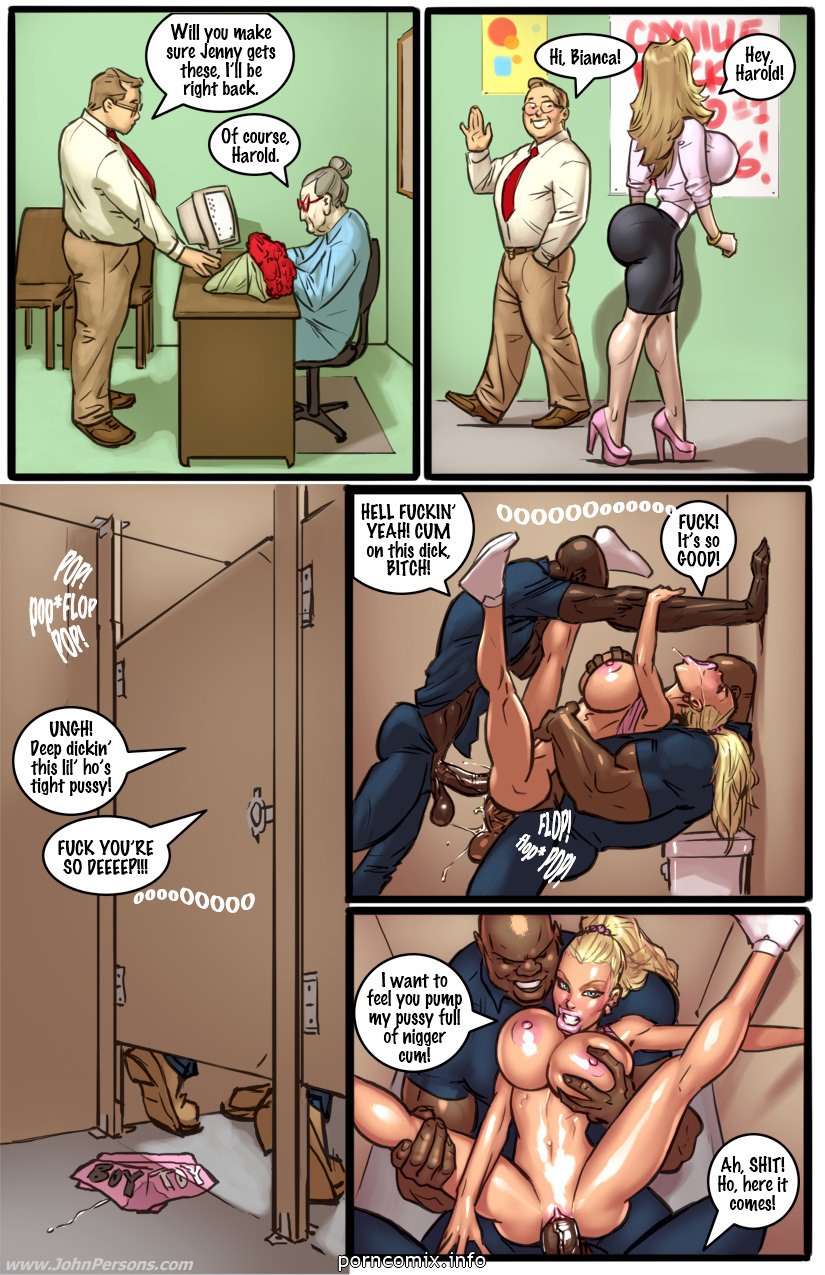 Will you make
sure Jenny gets
these, I'll be
right back.
Of course,
Harold.
Hi, Bianca!
Hey,
Harold!
POP!
pop*FLOP
POP!
UNGH!
Deep dickin'
this lil' ho's
tight pussy!
FUCK YOU'RE
SO DEEEEP!!!
HELL FUCKIN'
YEAH! CUM
on this dick,
BITCH!
FUCK!
It's so
GOOD!
FLOP!
flop* POP!
I want to
feel you pump
my pussy full
of nigger
cum!
Ah, SHIT!
Ho, here it
comes!
BOY TOY
www.JohnPersons.com
porncomix.info